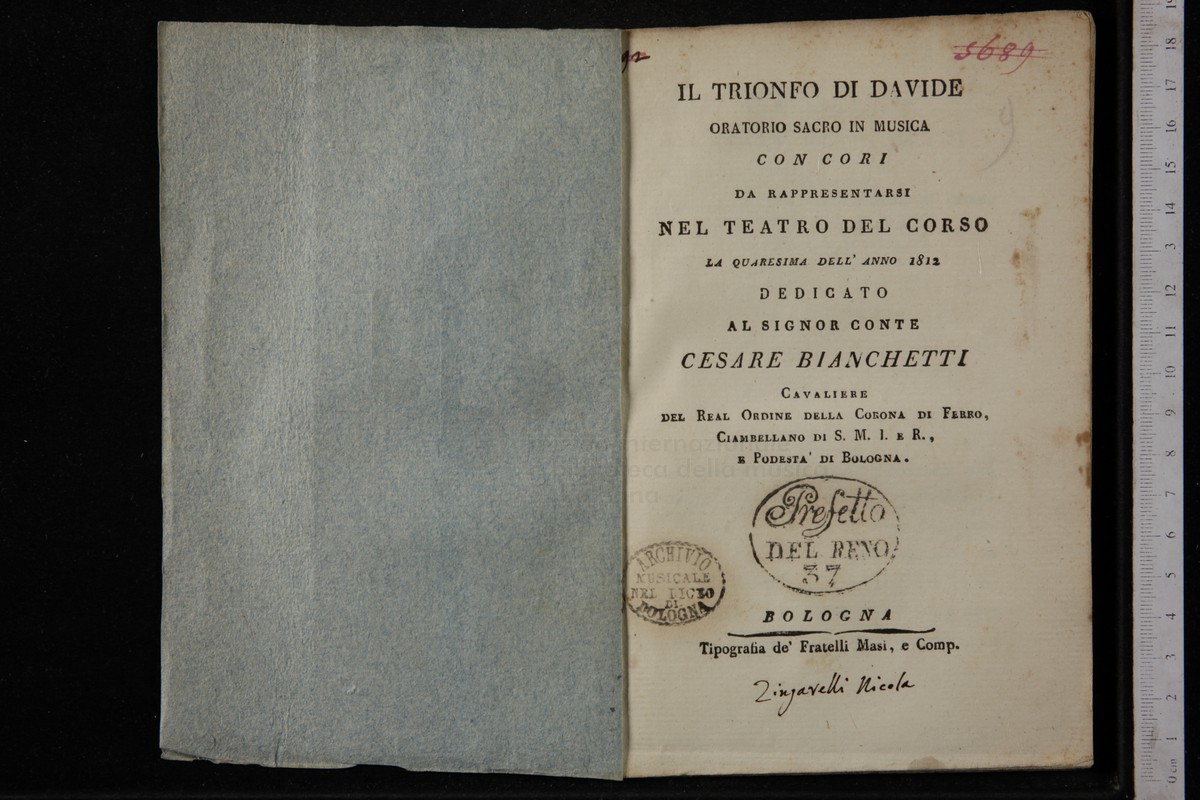 5689
IL TRIONFO DI DAVIDE
ORATORIO SACRO IN MUSICA
CON CORI
DA RAPPRESENTARSI
NEL TEATRO DEL CORSO
LA QUARESIMA DELL' ANNO 1812
DEDICATO
AL SIGNOR CONTE
CESARE BIANCHETTI
CAVALIERE
DEL REAL ORDINE DELLA CORONA DI FERRO,
CIAMBELLANO DI S. M. I. E R.,
E PODESTA' DI BOLOGNA.
Prefetto
DEL RENO
37
ARCHIVIO
MUSICALE
NEL LICEO
DI
BOLOGNA
BOLOGNA
Tipografia de' Fratelli Masi, e Comp.
Zingarelli Nicola